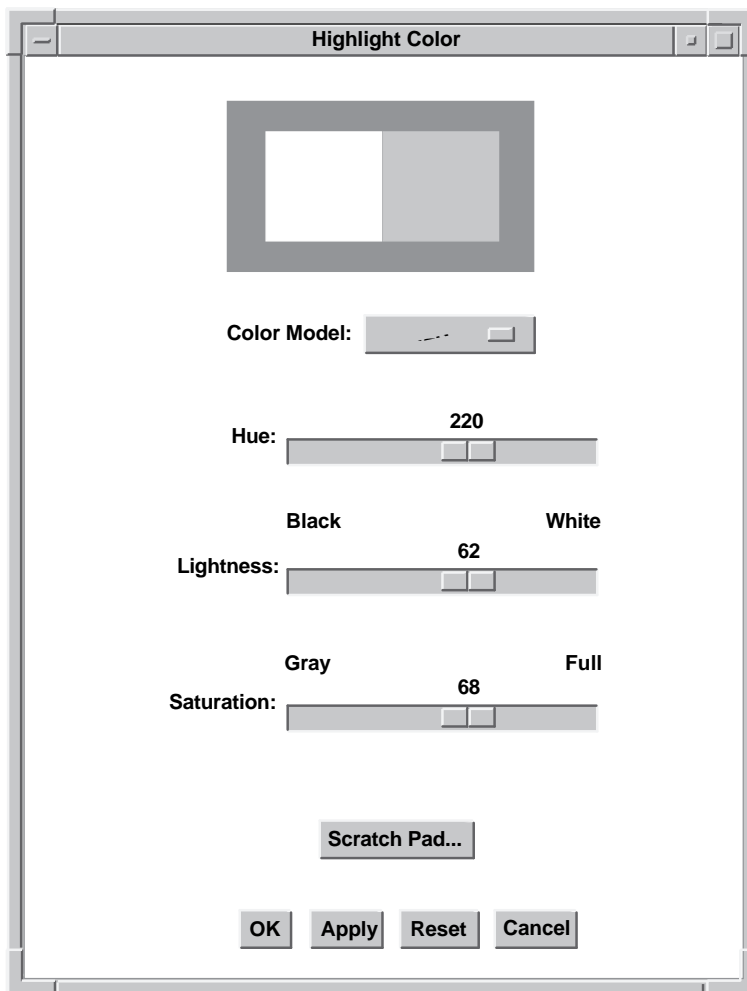 Highlight Color
Color Model:
220
Hue:
Black White
62
Lightness:
Gray Full
68
Saturation:
Scratch Pad...
OK Apply Reset Cancel